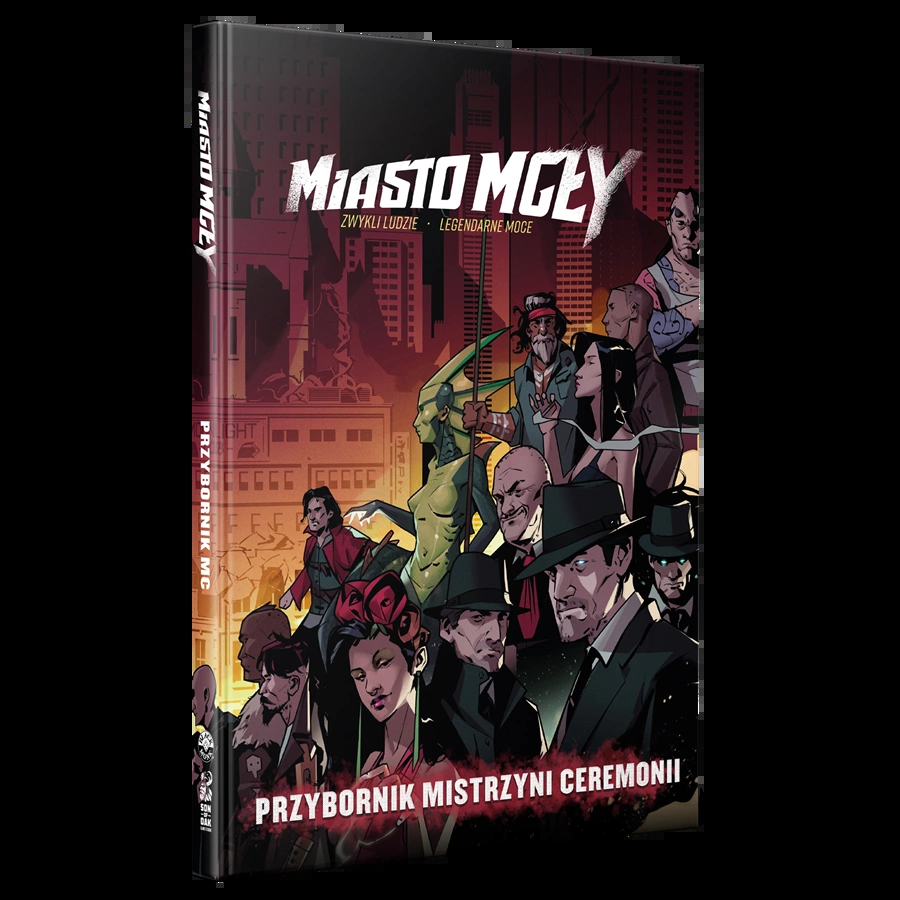 MIASTO MGŁY
ZWYKLI LUDZIE · LEGENDARNE MOCE
PRZYBORNIK MISTRZYNI CEREMONII
MIASTO MGŁY
PRZYBORNIK MC
SON
OF
OAK